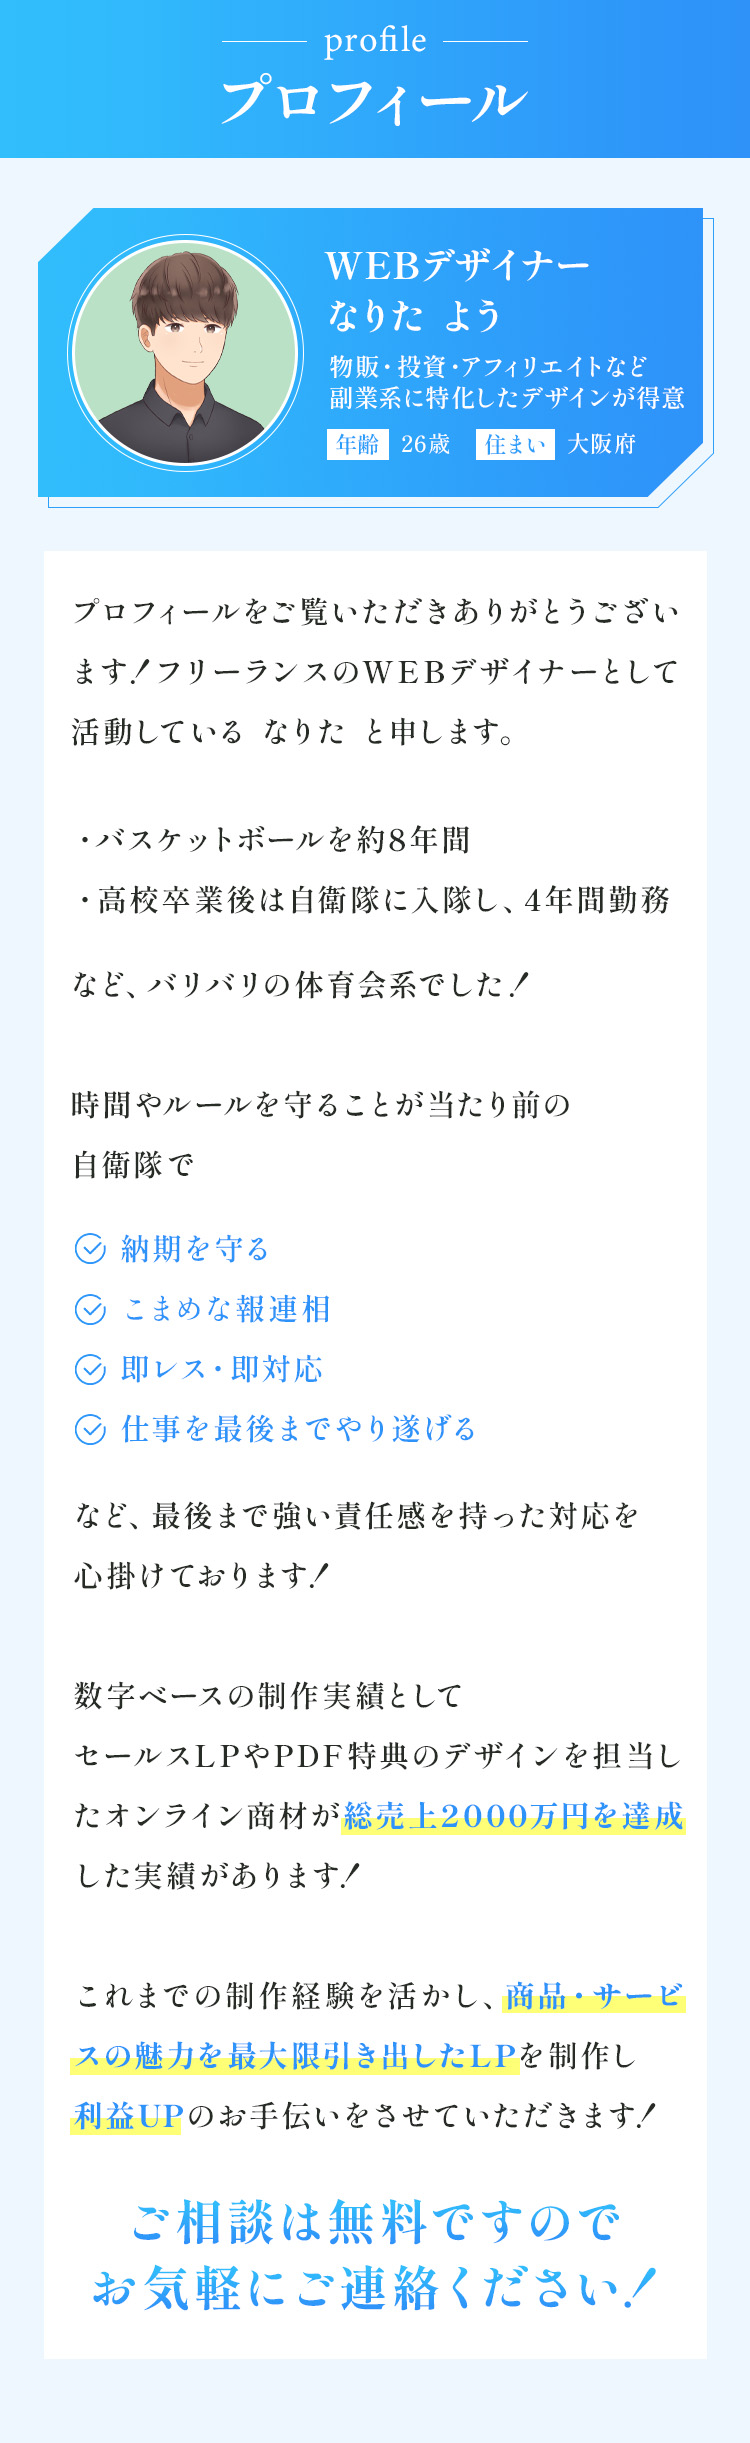 profile
プロフィール
WEBデザイナー
なりた よう
物販・投資・アフィリエイトなど
副業系に特化したデザインが得意
年齢 26歳 住まい 大阪府
プロフィールをご覧いただきありがとうござい
ます！フリーランスのWEBデザイナーとして
活動している なりた と申します。
・バスケットボールを約8年間
・高校卒業後は自衛隊に入隊し、4年間勤務
など、バリバリの体育会系でした！
時間やルールを守ることが当たり前の
自衛隊で
納期を守る
こまめな報連相
即レス・即対応
仕事を最後までやり遂げる
など、最後まで強い責任感を持った対応を
心掛けております！
数字ベースの制作実績として
セールスLPやPDF特典のデザインを担当し
たオンライン商材が総売上2000万円を達成
した実績があります！
これまでの制作経験を活かし、商品・サービ
スの魅力を最大限引き出したLPを制作し
利益UPのお手伝いをさせていただきます！
ご相談は無料ですので
お気軽にご連絡ください！